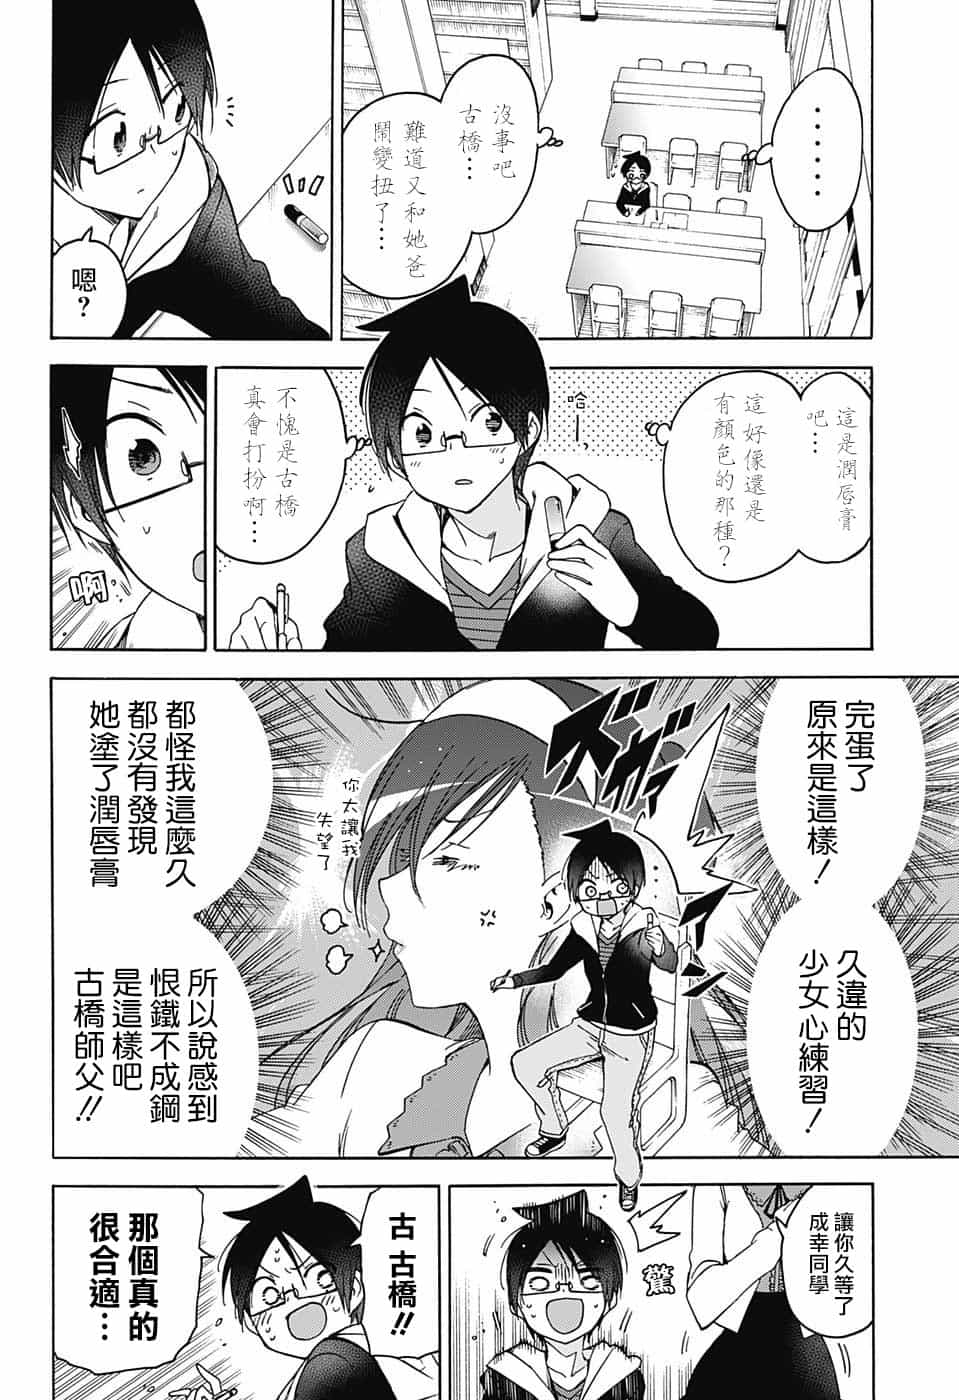 ・・・・・・
沒事吧
古橋…
難道又和她爸
鬧變扭了…
嗯？
這是潤唇膏
吧…
這好像還是
有顏色的那種？
哈—,
不愧是古橋
真會打扮啊…
啊,
完蛋了
原來是這樣！
久違的
少女心練習！
ズガガ
你太讓我
失望了
都怪我這麼久
都沒有發現
她塗了潤唇膏
所以說感到
恨鐵不成鋼
是這樣吧
古橋師父!!
讓你久等了
成幸同學
驚
古 古橋!!
那個真的
很合適…